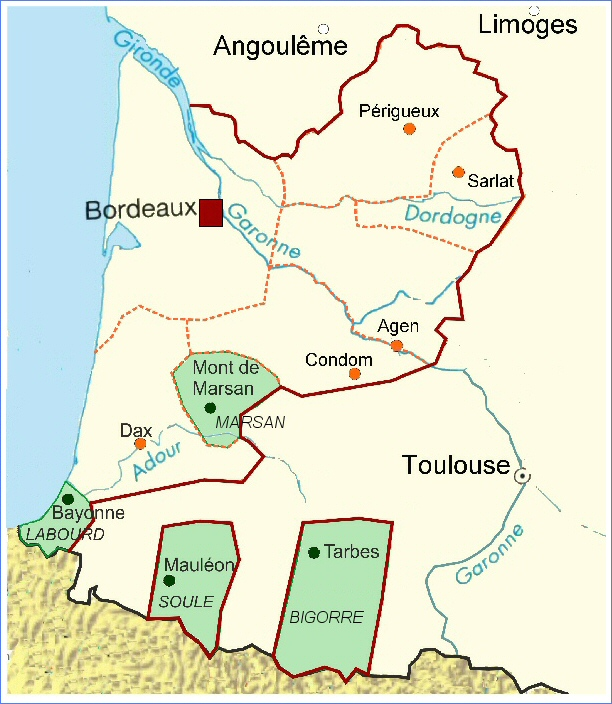 Limoges
Angoulême
Gironde
Périgueux
Sarlat
Bordeaux
Garonne
Dordogne
Agen
Condom
Mont de
Marsan
MARSAN
Dax
Adour
Toulouse
Bayonne
LABOURD
Mauléon
SOULE
Tarbes
BIGORRE
Garonne